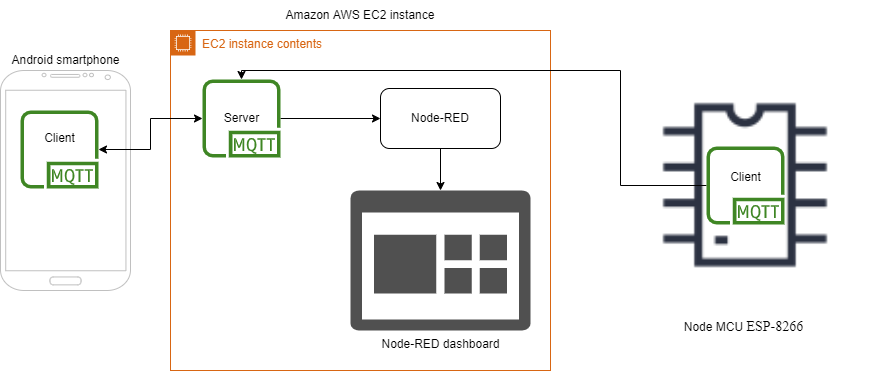 Amazon AWS EC2 instance
EC2 instance contents
Android smartphone
Client
MQTT
Server
MQTT
Node-RED
Client
MQTT
Node MCU ESP-8266
Node-RED dashboard